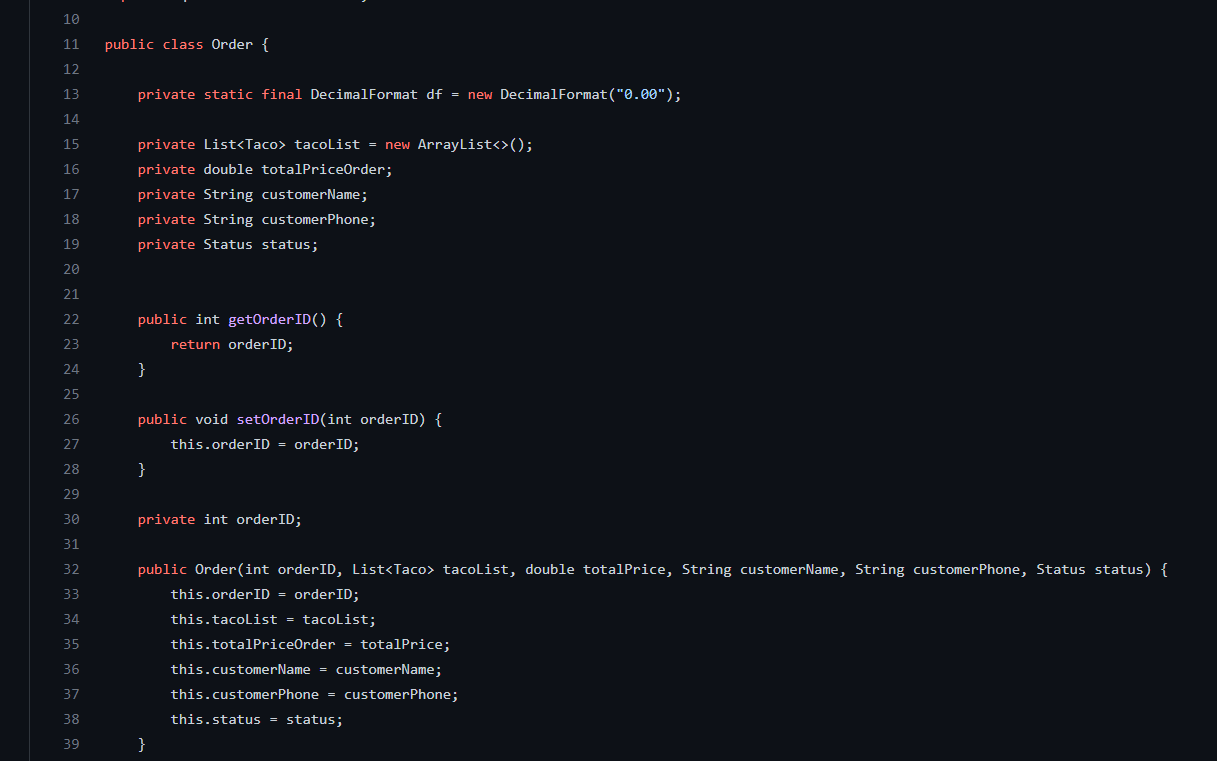 10
11 public class Order {
12
13     private static final DecimalFormat df = new DecimalFormat("0.00");
14
15     private List<Taco> tacoList = new ArrayList<>();
16     private double totalPriceOrder;
17     private String customerName;
18     private String customerPhone;
19     private Status status;
20
21
22     public int getOrderID() {
23         return orderID;
24     }
25
26     public void setOrderID(int orderID) {
27         this.orderID = orderID;
28     }
29
30     private int orderID;
31
32     public Order(int orderID, List<Taco> tacoList, double totalPrice, String customerName, String customerPhone, Status status) {
33         this.orderID = orderID;
34         this.tacoList = tacoList;
35         this.totalPriceOrder = totalPrice;
36         this.customerName = customerName;
37         this.customerPhone = customerPhone;
38         this.status = status;
39     }